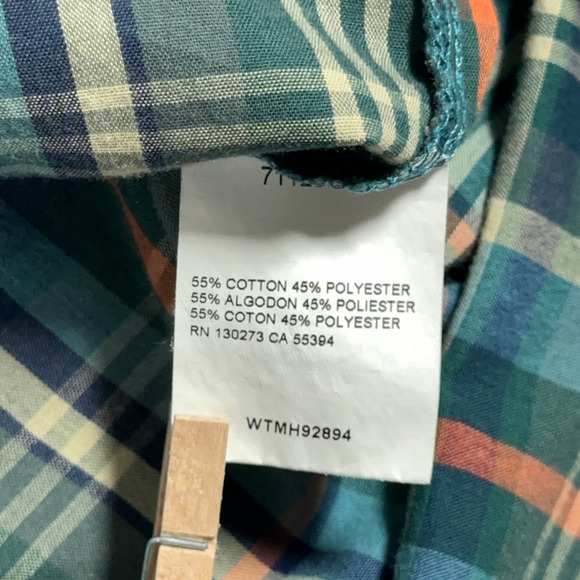 55% COTTON 45% POLYESTER
55% ALGODON 45% POLIESTER
55% COTON 45% POLYESTER
RN 130273 CA 55394
WTMH92894